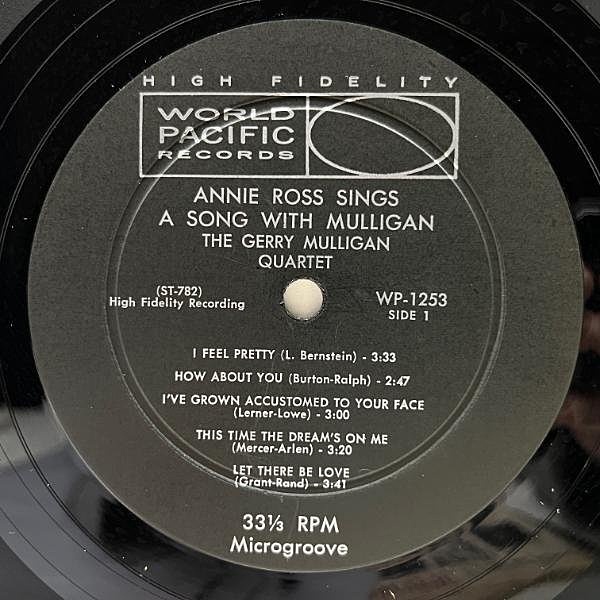 HIGH FIDELITY
WORLD
PACIFIC
RECORDS
ANNIE ROSS SINGS
A SONG WITH MULLIGAN
THE GERRY MULLIGAN
QUARTET
(ST-782)
High Fidelity Recording
WP-1253
SIDE 1
I FEEL PRETTY (L. Bernstein) - 3:33
HOW ABOUT YOU (Burton-Ralph) - 2:47
I'VE GROWN ACCUSTOMED TO YOUR FACE
(Lerner-Lowe) - 3:00
THIS TIME THE DREAM'S ON ME
(Mercer-Arlen) - 3:20
LET THERE BE LOVE
(Grant-Rand) - 3:41
33⅓ RPM
Microgroove